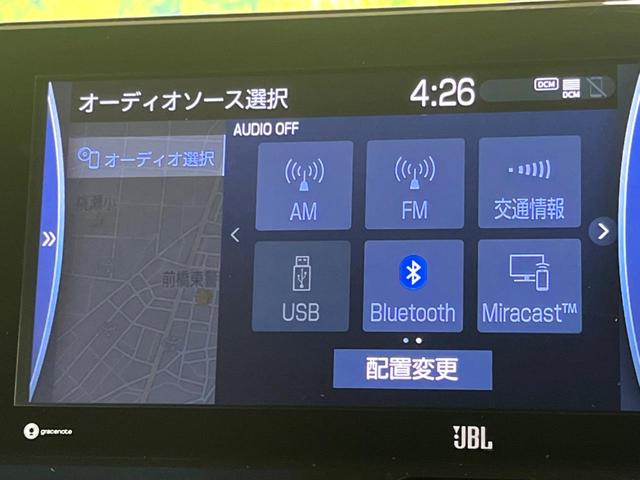 オーディオソース選択
4:26
DCM
DCM
オーディオ選択
AUDIO OFF
AM
FM
交通情報
USB
Bluetooth
Miracast™
前橋東警
配置変更
gracenote
JBL